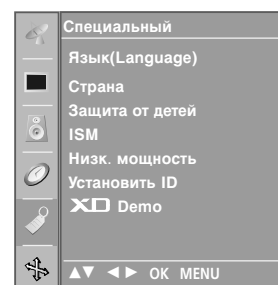 Специальный
Язык(Language)
Страна
Защита от детей
ISM
Низк. мощность
Установить ID
XD Demo
▲▼ ◄► OK MENU